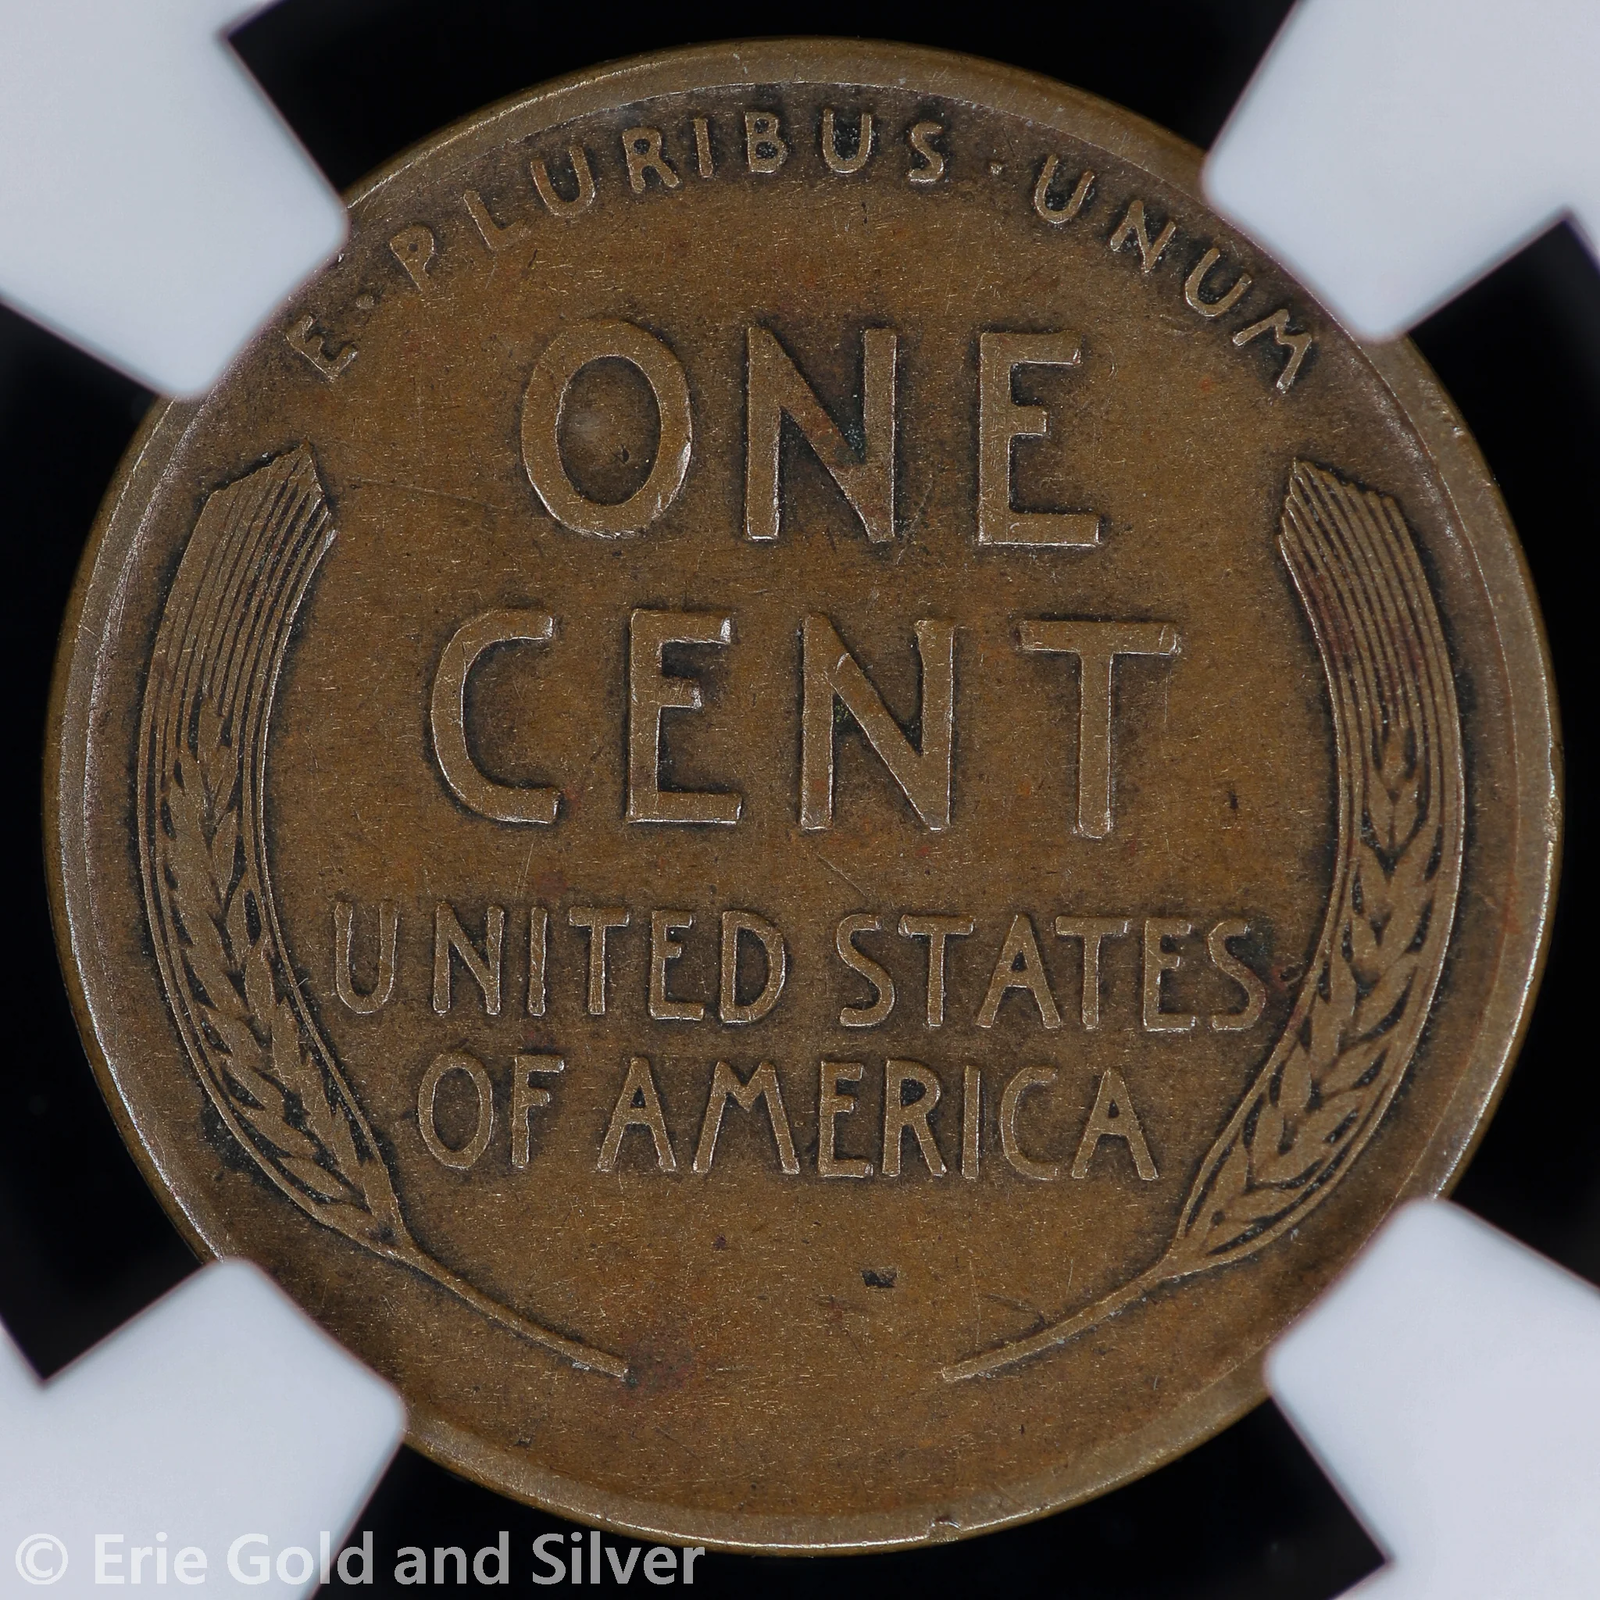 E · PLURIBUS · UNUM
ONE
CENT
UNITED STATES
OF AMERICA
© Erie Gold and Silver